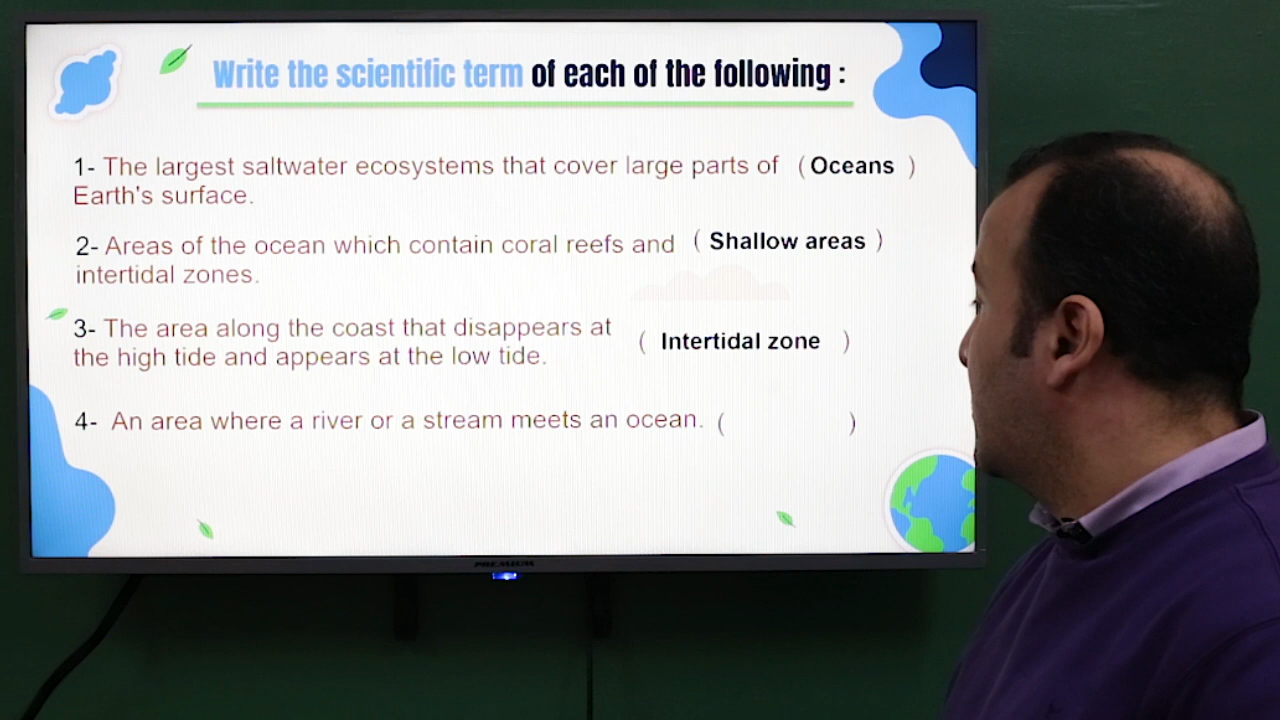 Write the scientific term of each of the following :
1- The largest saltwater ecosystems that cover large parts of ( Oceans )
Earth's surface.
2- Areas of the ocean which contain coral reefs and ( Shallow areas )
intertidal zones.
3- The area along the coast that disappears at
the high tide and appears at the low tide. ( Intertidal zone )
4- An area where a river or a stream meets an ocean. ( )
PREMIUM